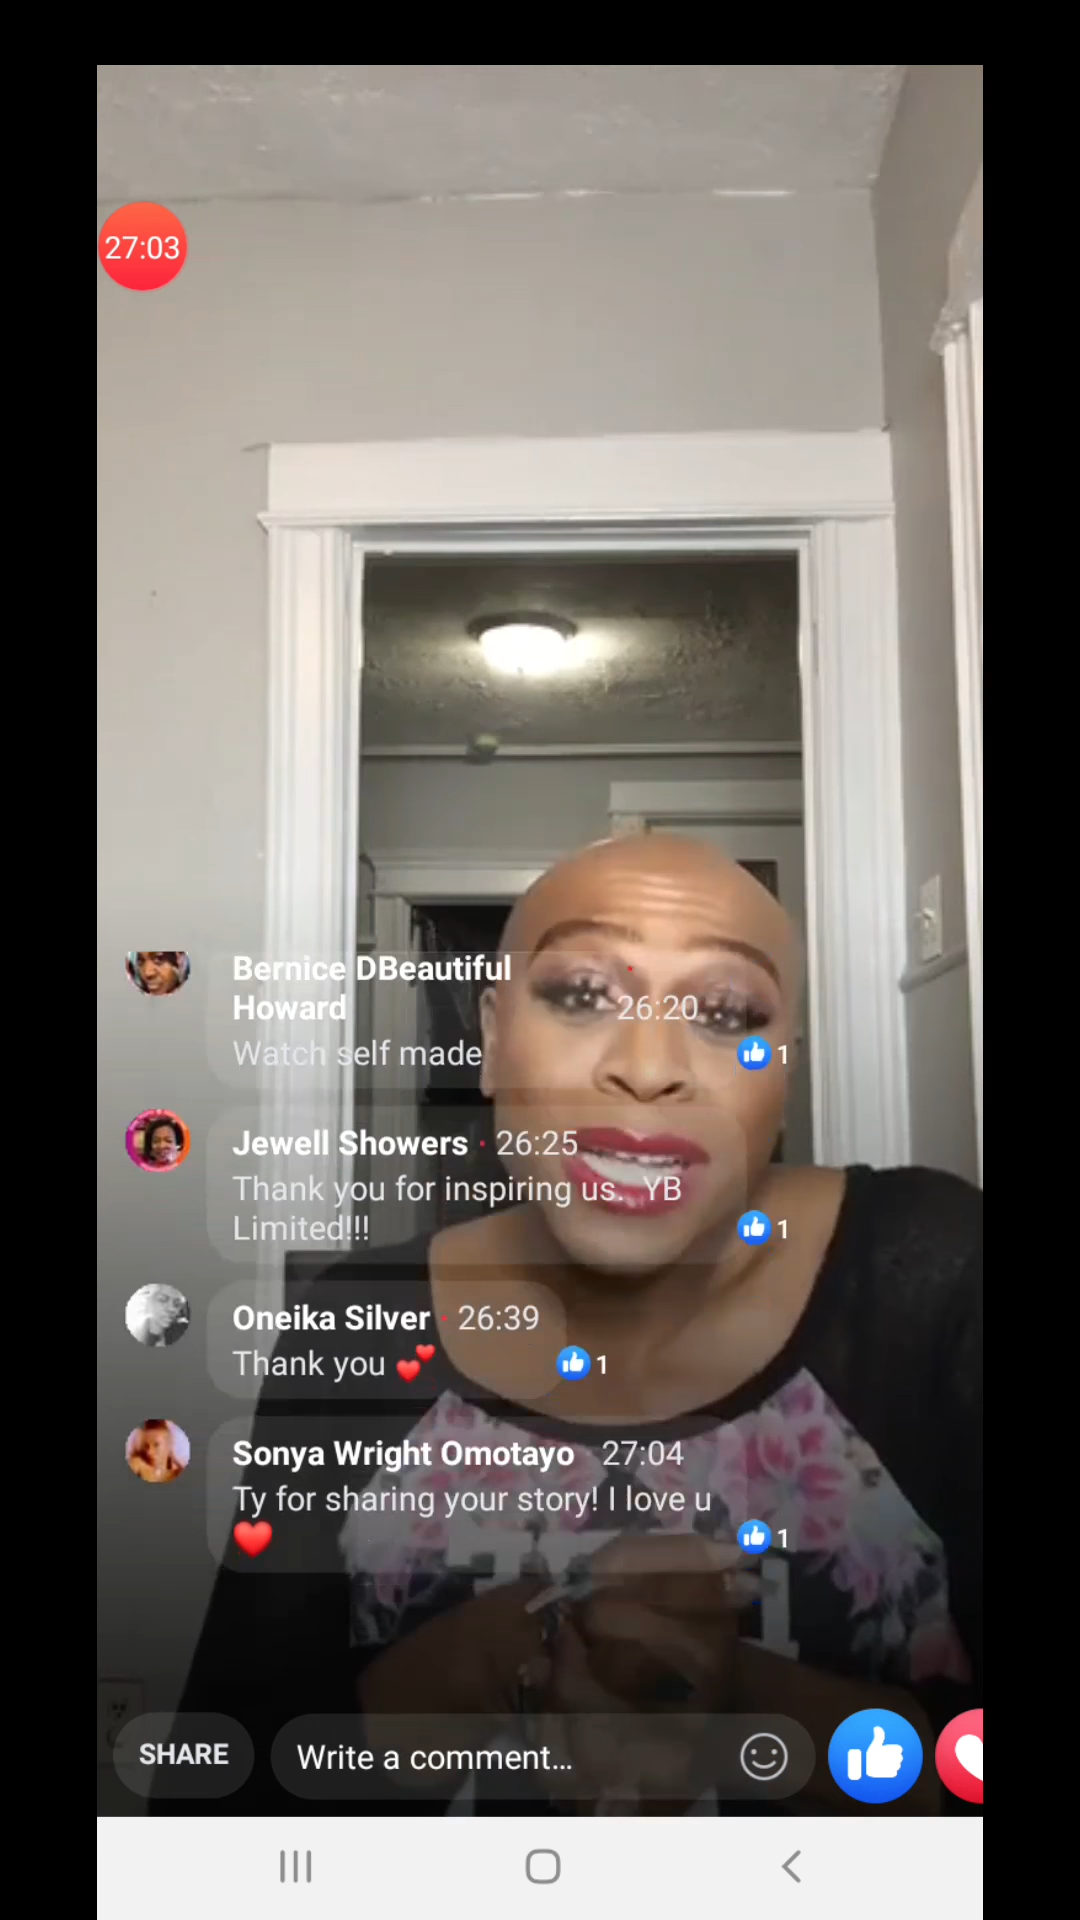 27:03
Bernice DBeautiful
Howard 26:20
Watch self made
1
Jewell Showers · 26:25
Thank you for inspiring us. YB
Limited!!!
1
Oneika Silver · 26:39
Thank you 💕
1
Sonya Wright Omotayo · 27:04
Ty for sharing your story! I love u
❤️
1
SHARE
Write a comment...